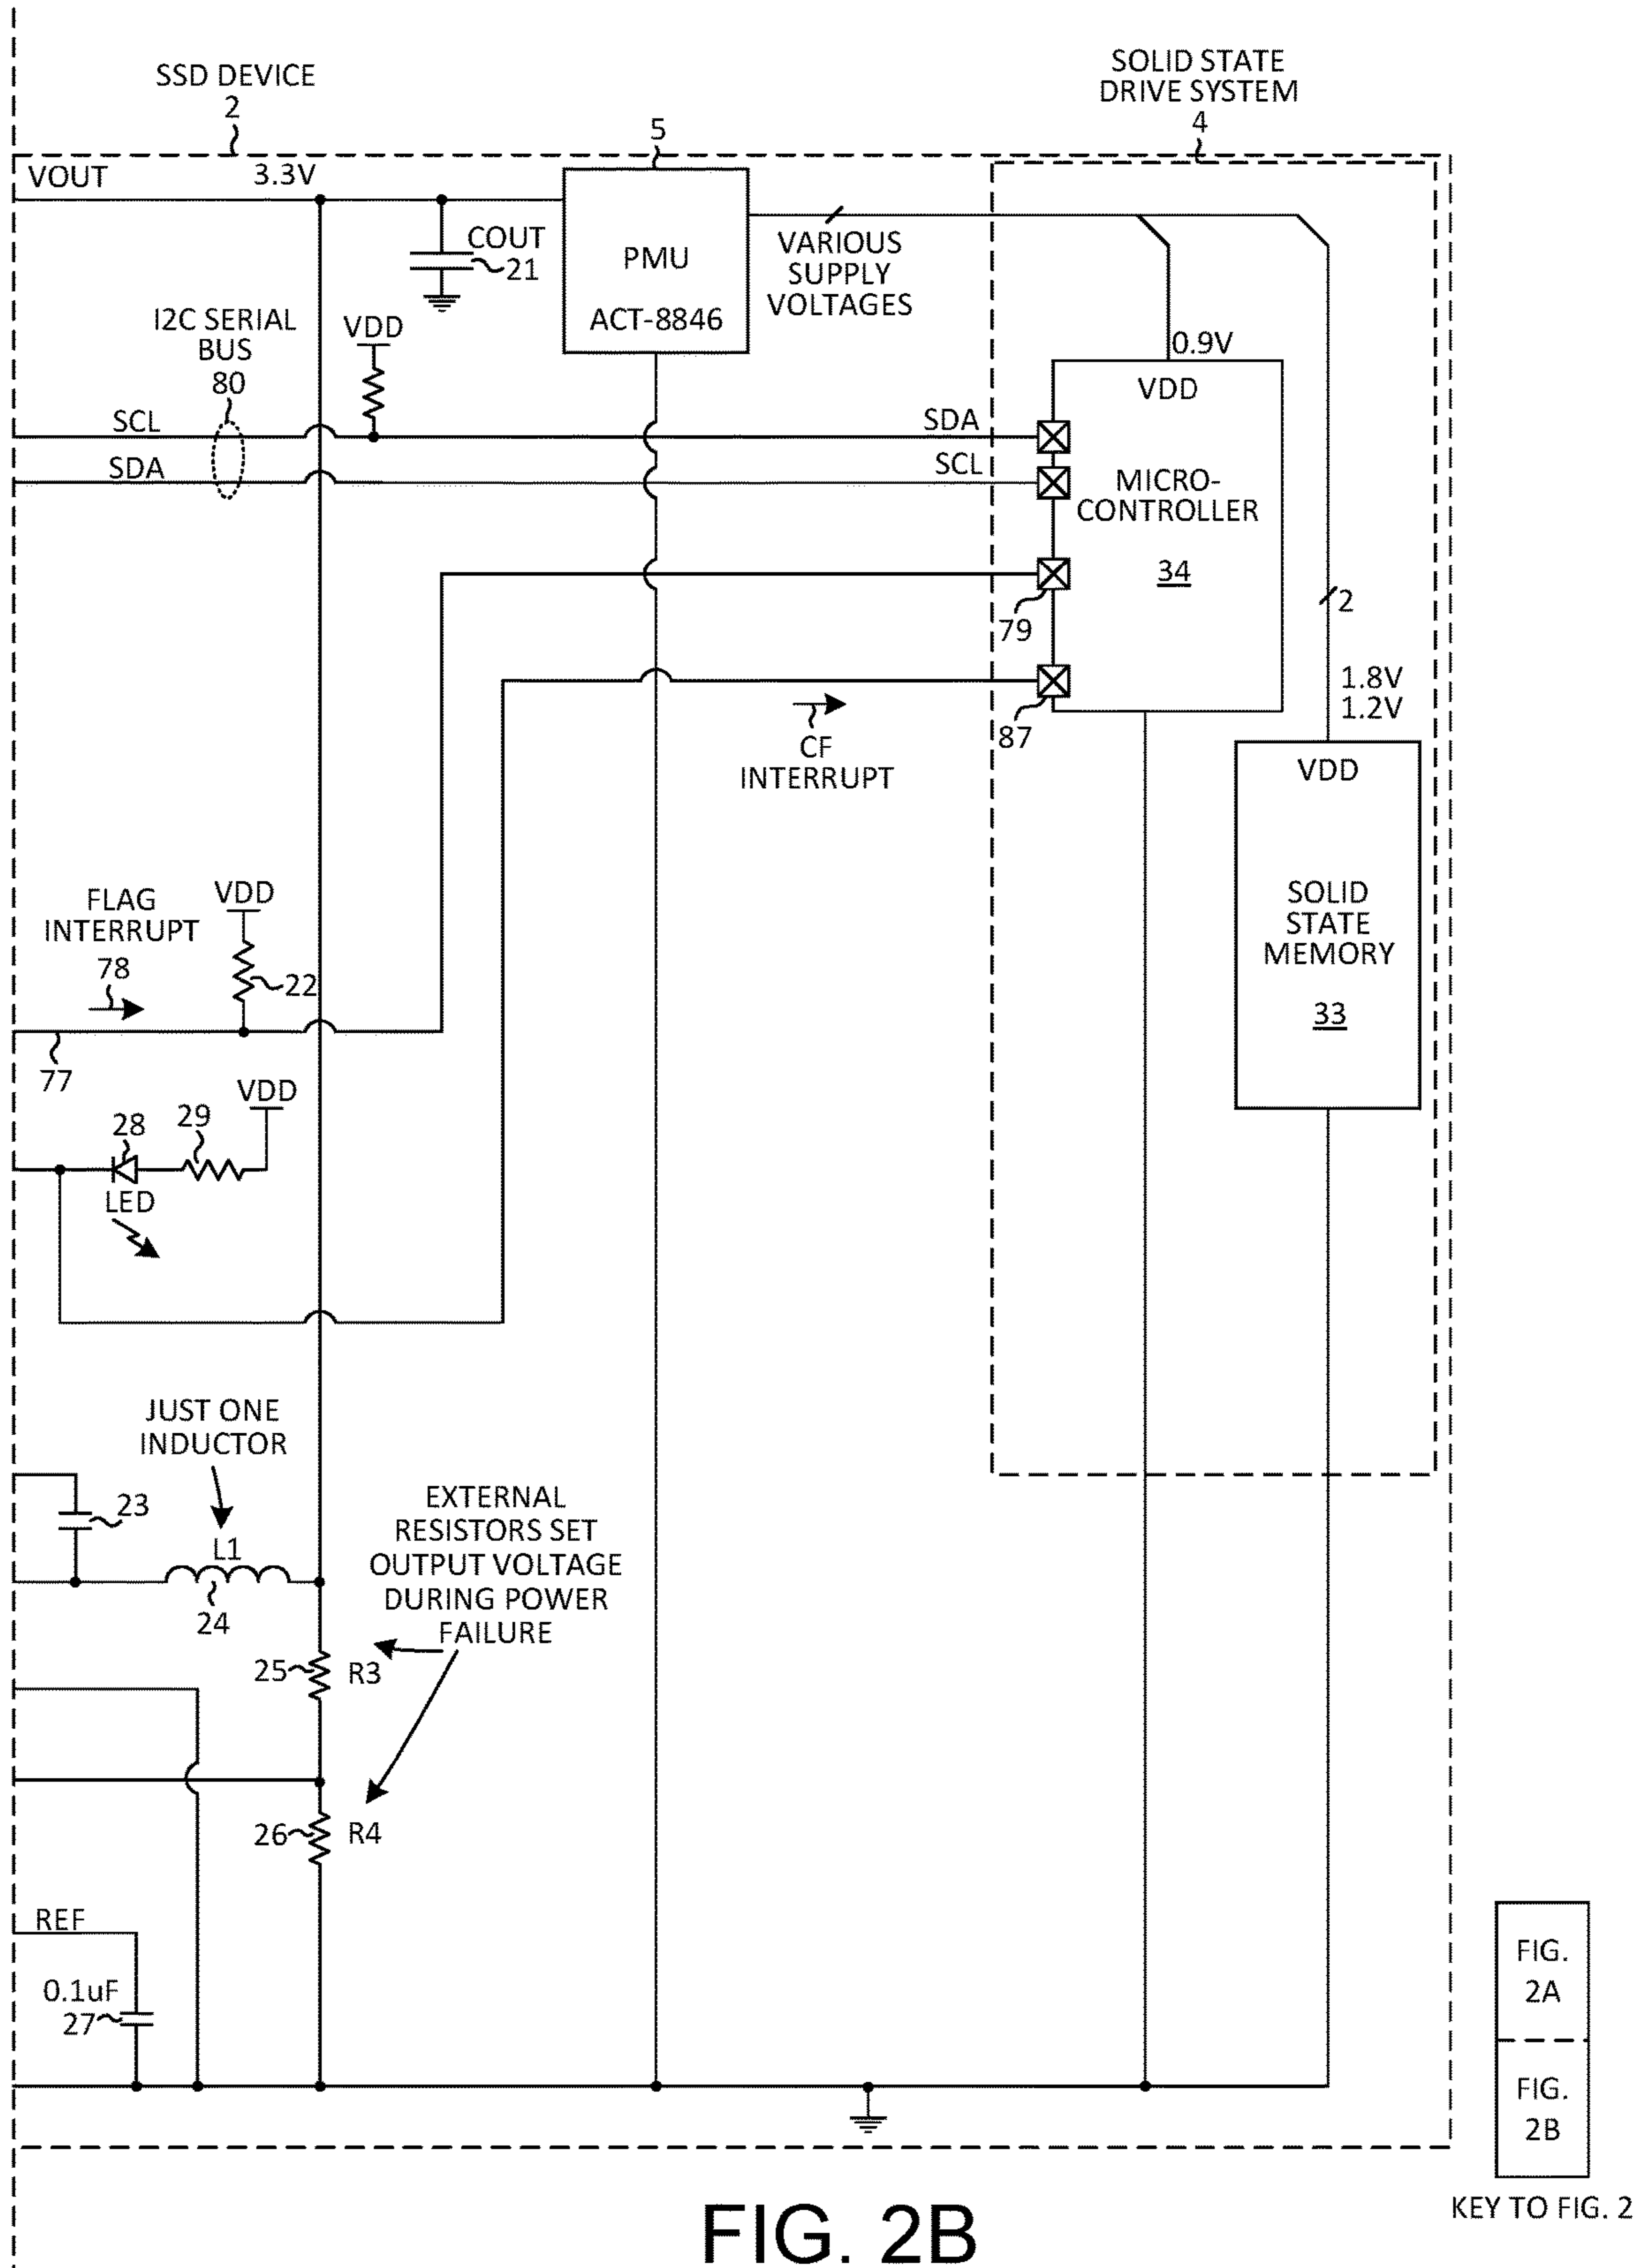 SSD DEVICE
2
SOLID STATE
DRIVE SYSTEM
4
5
VOUT
3.3V
COUT
21
PMU
ACT-8846
VARIOUS
SUPPLY
VOLTAGES
I2C SERIAL
BUS
80
VDD
0.9V
VDD
SCL
SDA
SDA
SCL
MICRO-
CONTROLLER
34
79
2
87
1.8V
1.2V
CF
INTERRUPT
VDD
SOLID
STATE
MEMORY
33
FLAG
INTERRUPT
78
VDD
22
77
VDD
28
29
LED
JUST ONE
INDUCTOR
23
L1
24
EXTERNAL
RESISTORS SET
OUTPUT VOLTAGE
DURING POWER
FAILURE
25
R3
26
R4
REF
0.1uF
27
FIG.
2A
FIG.
2B
KEY TO FIG. 2
FIG. 2B